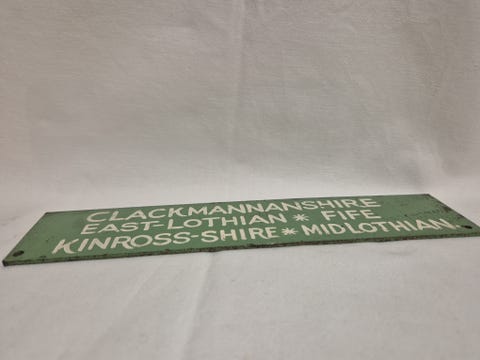 CLACKMANNANSHIRE
EAST-LOTHIAN * FIFE
KINROSS-SHIRE * MIDLOTHIAN.